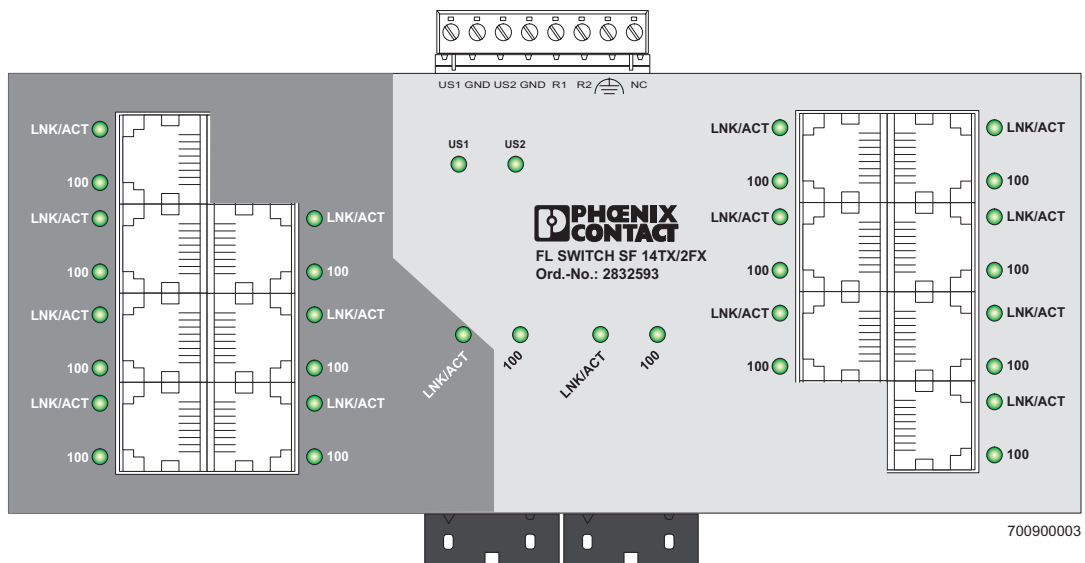 US1 GND US2 GND R1 R2 NC
LNK/ACT
100
LNK/ACT
100
LNK/ACT
100
LNK/ACT
100
LNK/ACT
100
LNK/ACT
100
LNK/ACT
100
US1 US2
PHŒNIX
CONTACT
FL SWITCH SF 14TX/2FX
Ord.-No.: 2832593
LNK/ACT
100
LNK/ACT
100
LNK/ACT
100
LNK/ACT
100
LNK/ACT
100
LNK/ACT
100
LNK/ACT
100
LNK/ACT
100
LNK/ACT
100
700900003